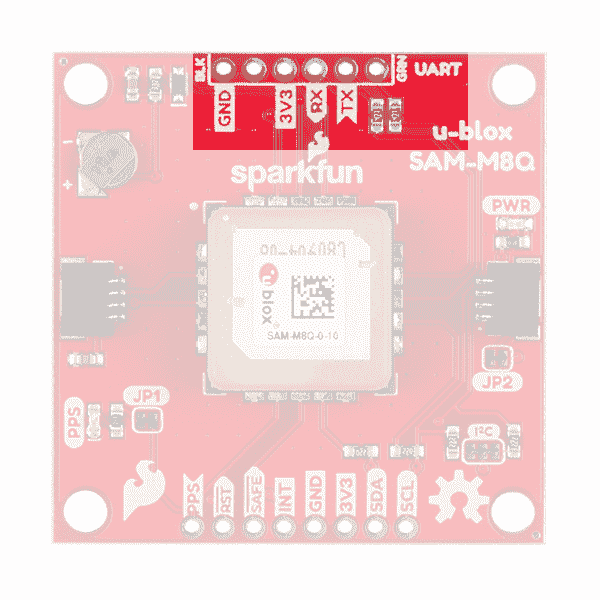 BLK
GRN
UART
GND
3V3
RX
TX
u-blox
SAM-M8Q
sparkfun
PWR
u-blox
SAM-M8Q-0-10
JP1
JP2
PPS
I²C
PPS
RST
SAFE
INT
GND
3V3
SDA
SCL